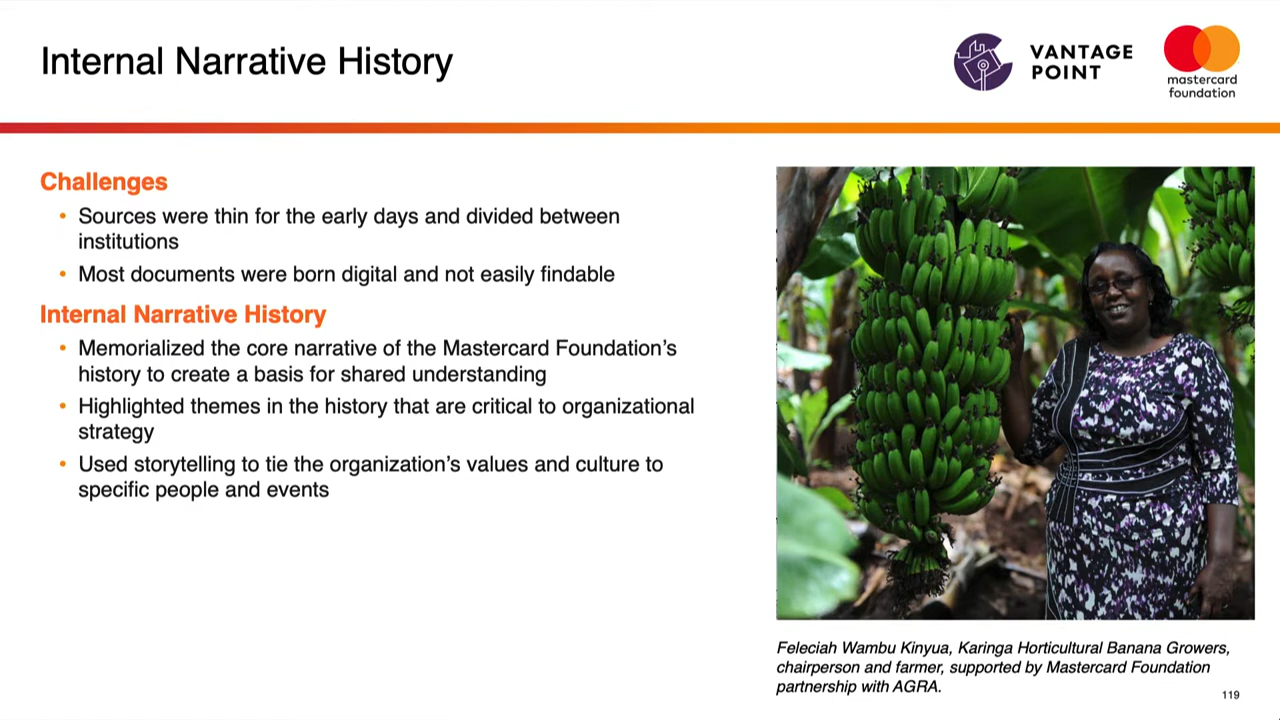 Internal Narrative History
VANTAGE
POINT
mastercard
foundation
Challenges
• Sources were thin for the early days and divided between
institutions
• Most documents were born digital and not easily findable
Internal Narrative History
• Memorialized the core narrative of the Mastercard Foundation’s
history to create a basis for shared understanding
• Highlighted themes in the history that are critical to organizational
strategy
• Used storytelling to tie the organization’s values and culture to
specific people and events
Feleciah Wambu Kinyua, Karinga Horticultural Banana Growers,
chairperson and farmer, supported by Mastercard Foundation
partnership with AGRA.
119